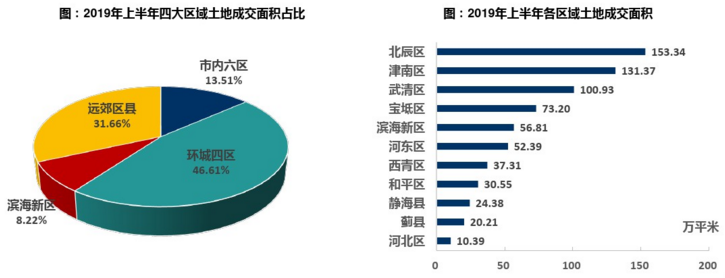 图：2019年上半年四大区域土地成交面积占比
市内六区
13.51%
远郊区县
31.66%
环城四区
46.61%
滨海新区
8.22%
图：2019年上半年各区域土地成交面积
北辰区 153.34
津南区 131.37
武清区 100.93
宝坻区 73.20
滨海新区 56.81
河东区 52.39
西青区 37.31
和平区 30.55
静海县 24.38
蓟县 20.21
万平米
河北区 10.39
0 50 100 150 200